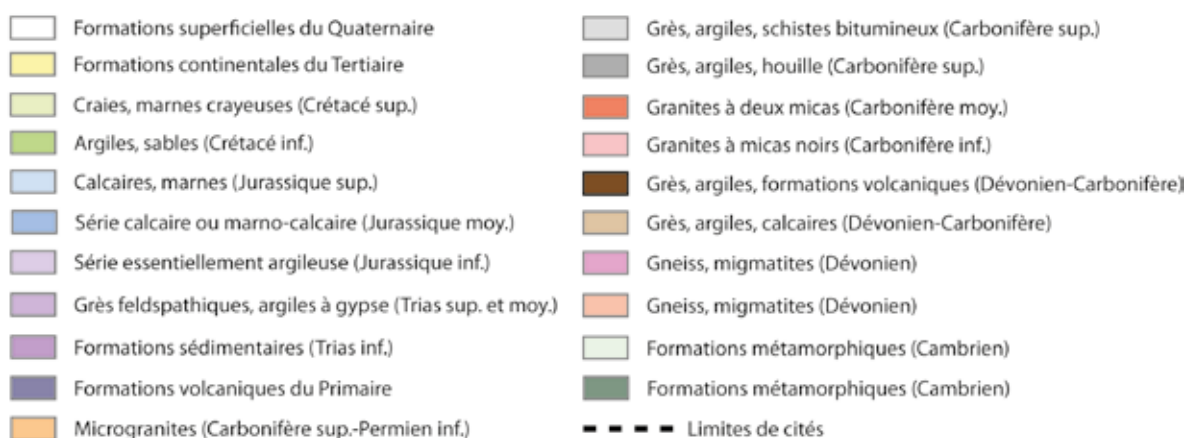 Formations superficielles du Quaternaire
Formations continentales du Tertiaire
Craies, marnes crayeuses (Crétacé sup.)
Argiles, sables (Crétacé inf.)
Calcaires, marnes (Jurassique sup.)
Série calcaire ou marno-calcaire (Jurassique moy.)
Série essentiellement argileuse (Jurassique inf.)
Grès feldspathiques, argiles à gypse (Trias sup. et moy.)
Formations sédimentaires (Trias inf.)
Formations volcaniques du Primaire
Microgranites (Carbonifère sup.-Permien inf.)
Grès, argiles, schistes bitumineux (Carbonifère sup.)
Grès, argiles, houille (Carbonifère sup.)
Granites à deux micas (Carbonifère moy.)
Granites à micas noirs (Carbonifère inf.)
Grès, argiles, formations volcaniques (Dévonien-Carbonifère)
Grès, argiles, calcaires (Dévonien-Carbonifère)
Gneiss, migmatites (Dévonien)
Gneiss, migmatites (Dévonien)
Formations métamorphiques (Cambrien)
Formations métamorphiques (Cambrien)
Limites de cités